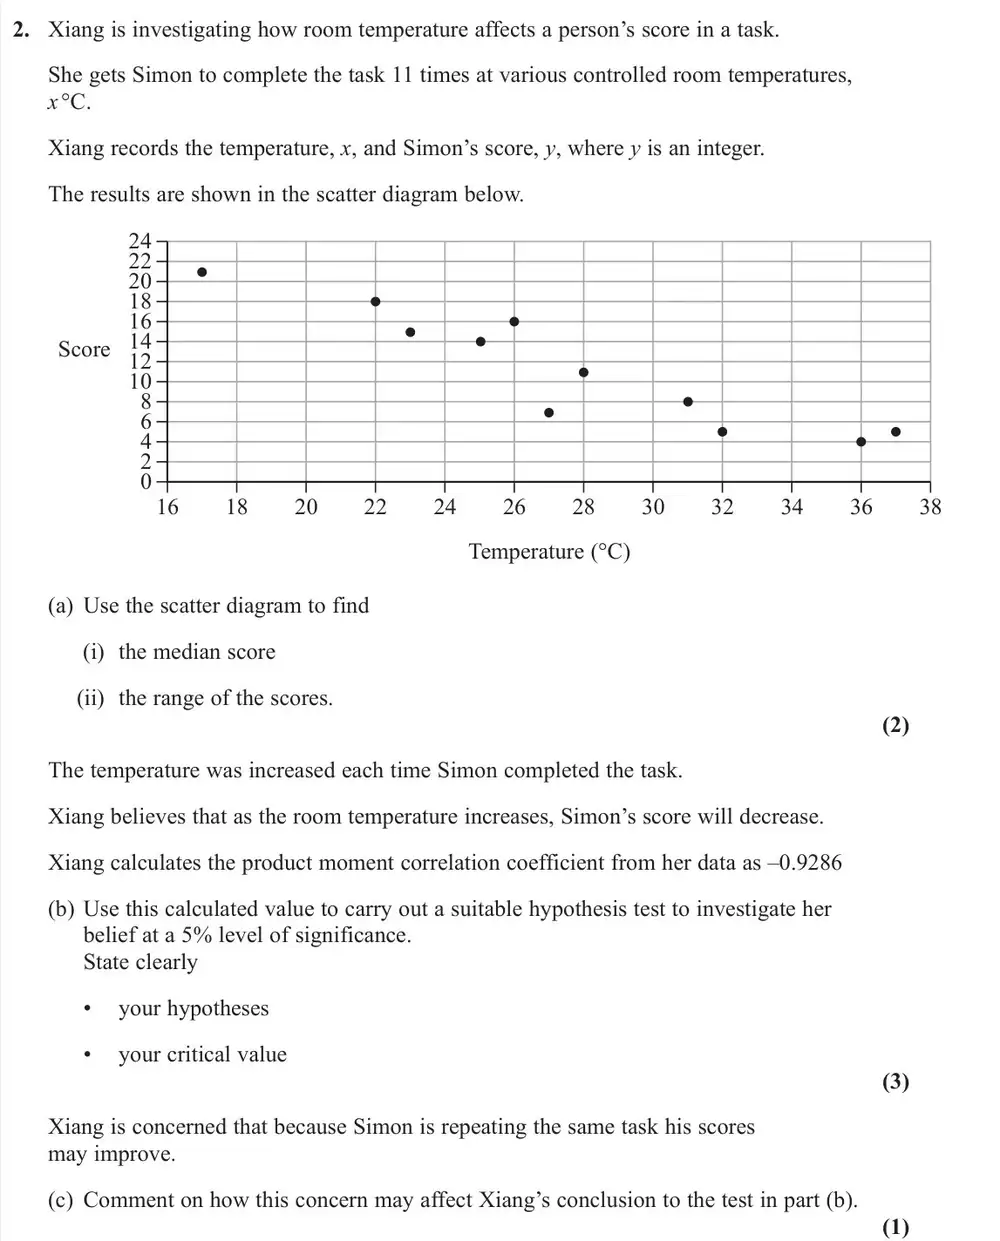 2. Xiang is investigating how room temperature affects a person's score in a task.
She gets Simon to complete the task 11 times at various controlled room temperatures,
x °C.
Xiang records the temperature, x, and Simon's score, y, where y is an integer.
The results are shown in the scatter diagram below.
24
22
20
18
16
Score 14
12
10
8
6
4
2
0
16 18 20 22 24 26 28 30 32 34 36 38
Temperature (°C)
(a) Use the scatter diagram to find
(i) the median score
(ii) the range of the scores.
(2)
The temperature was increased each time Simon completed the task.
Xiang believes that as the room temperature increases, Simon's score will decrease.
Xiang calculates the product moment correlation coefficient from her data as –0.9286
(b) Use this calculated value to carry out a suitable hypothesis test to investigate her
belief at a 5% level of significance.
State clearly
• your hypotheses
• your critical value
(3)
Xiang is concerned that because Simon is repeating the same task his scores
may improve.
(c) Comment on how this concern may affect Xiang's conclusion to the test in part (b).
(1)